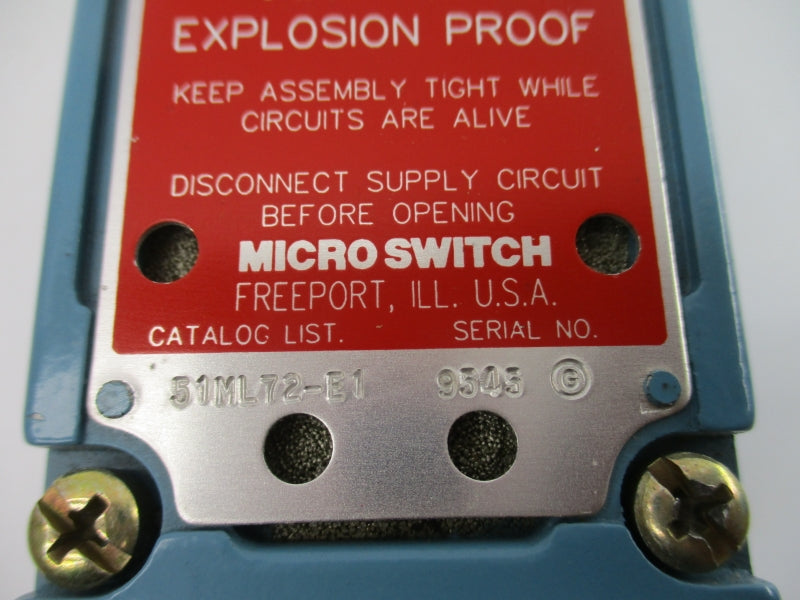 EXPLOSION PROOF
KEEP ASSEMBLY TIGHT WHILE
CIRCUITS ARE ALIVE
DISCONNECT SUPPLY CIRCUIT
BEFORE OPENING
MICRO SWITCH
FREEPORT, ILL. U.S.A.
CATALOG LIST. SERIAL NO.
51ML72-E1 9545 G